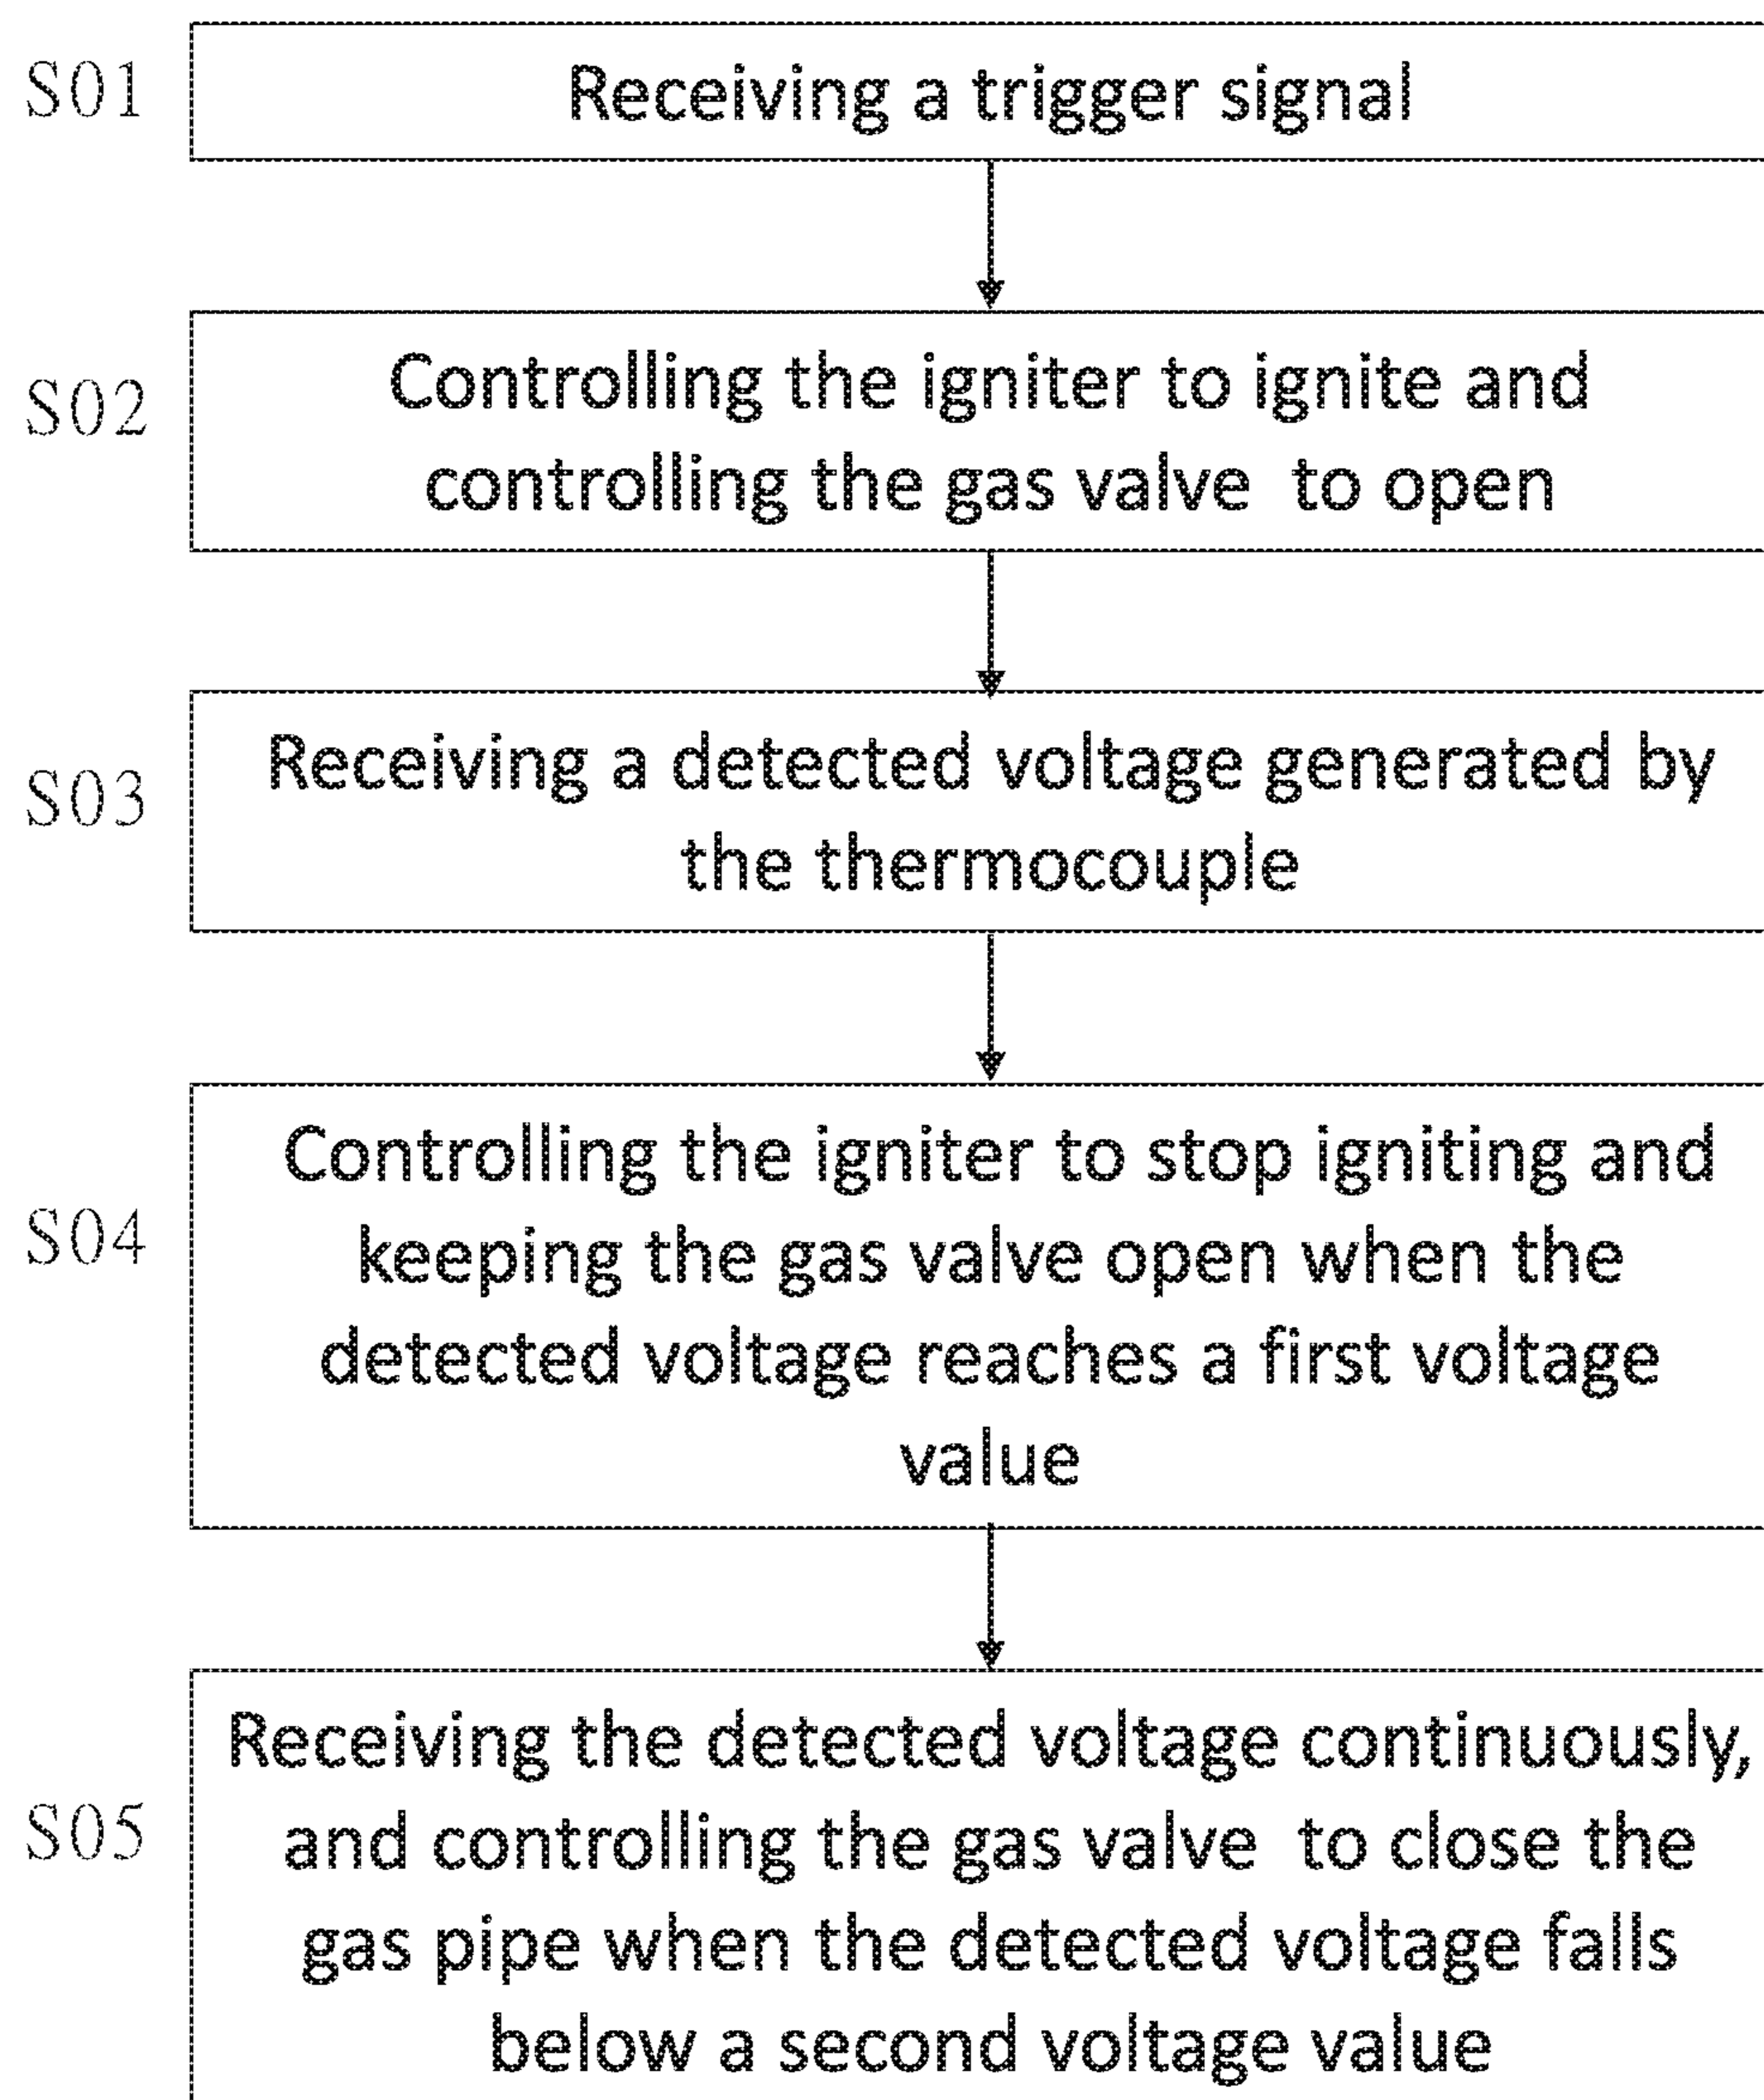 S01
Receiving a trigger signal
S02
Controlling the igniter to ignite and
controlling the gas valve to open
S03
Receiving a detected voltage generated by
the thermocouple
S04
Controlling the igniter to stop igniting and
keeping the gas valve open when the
detected voltage reaches a first voltage
value
S05
Receiving the detected voltage continuously,
and controlling the gas valve to close the
gas pipe when the detected voltage falls
below a second voltage value